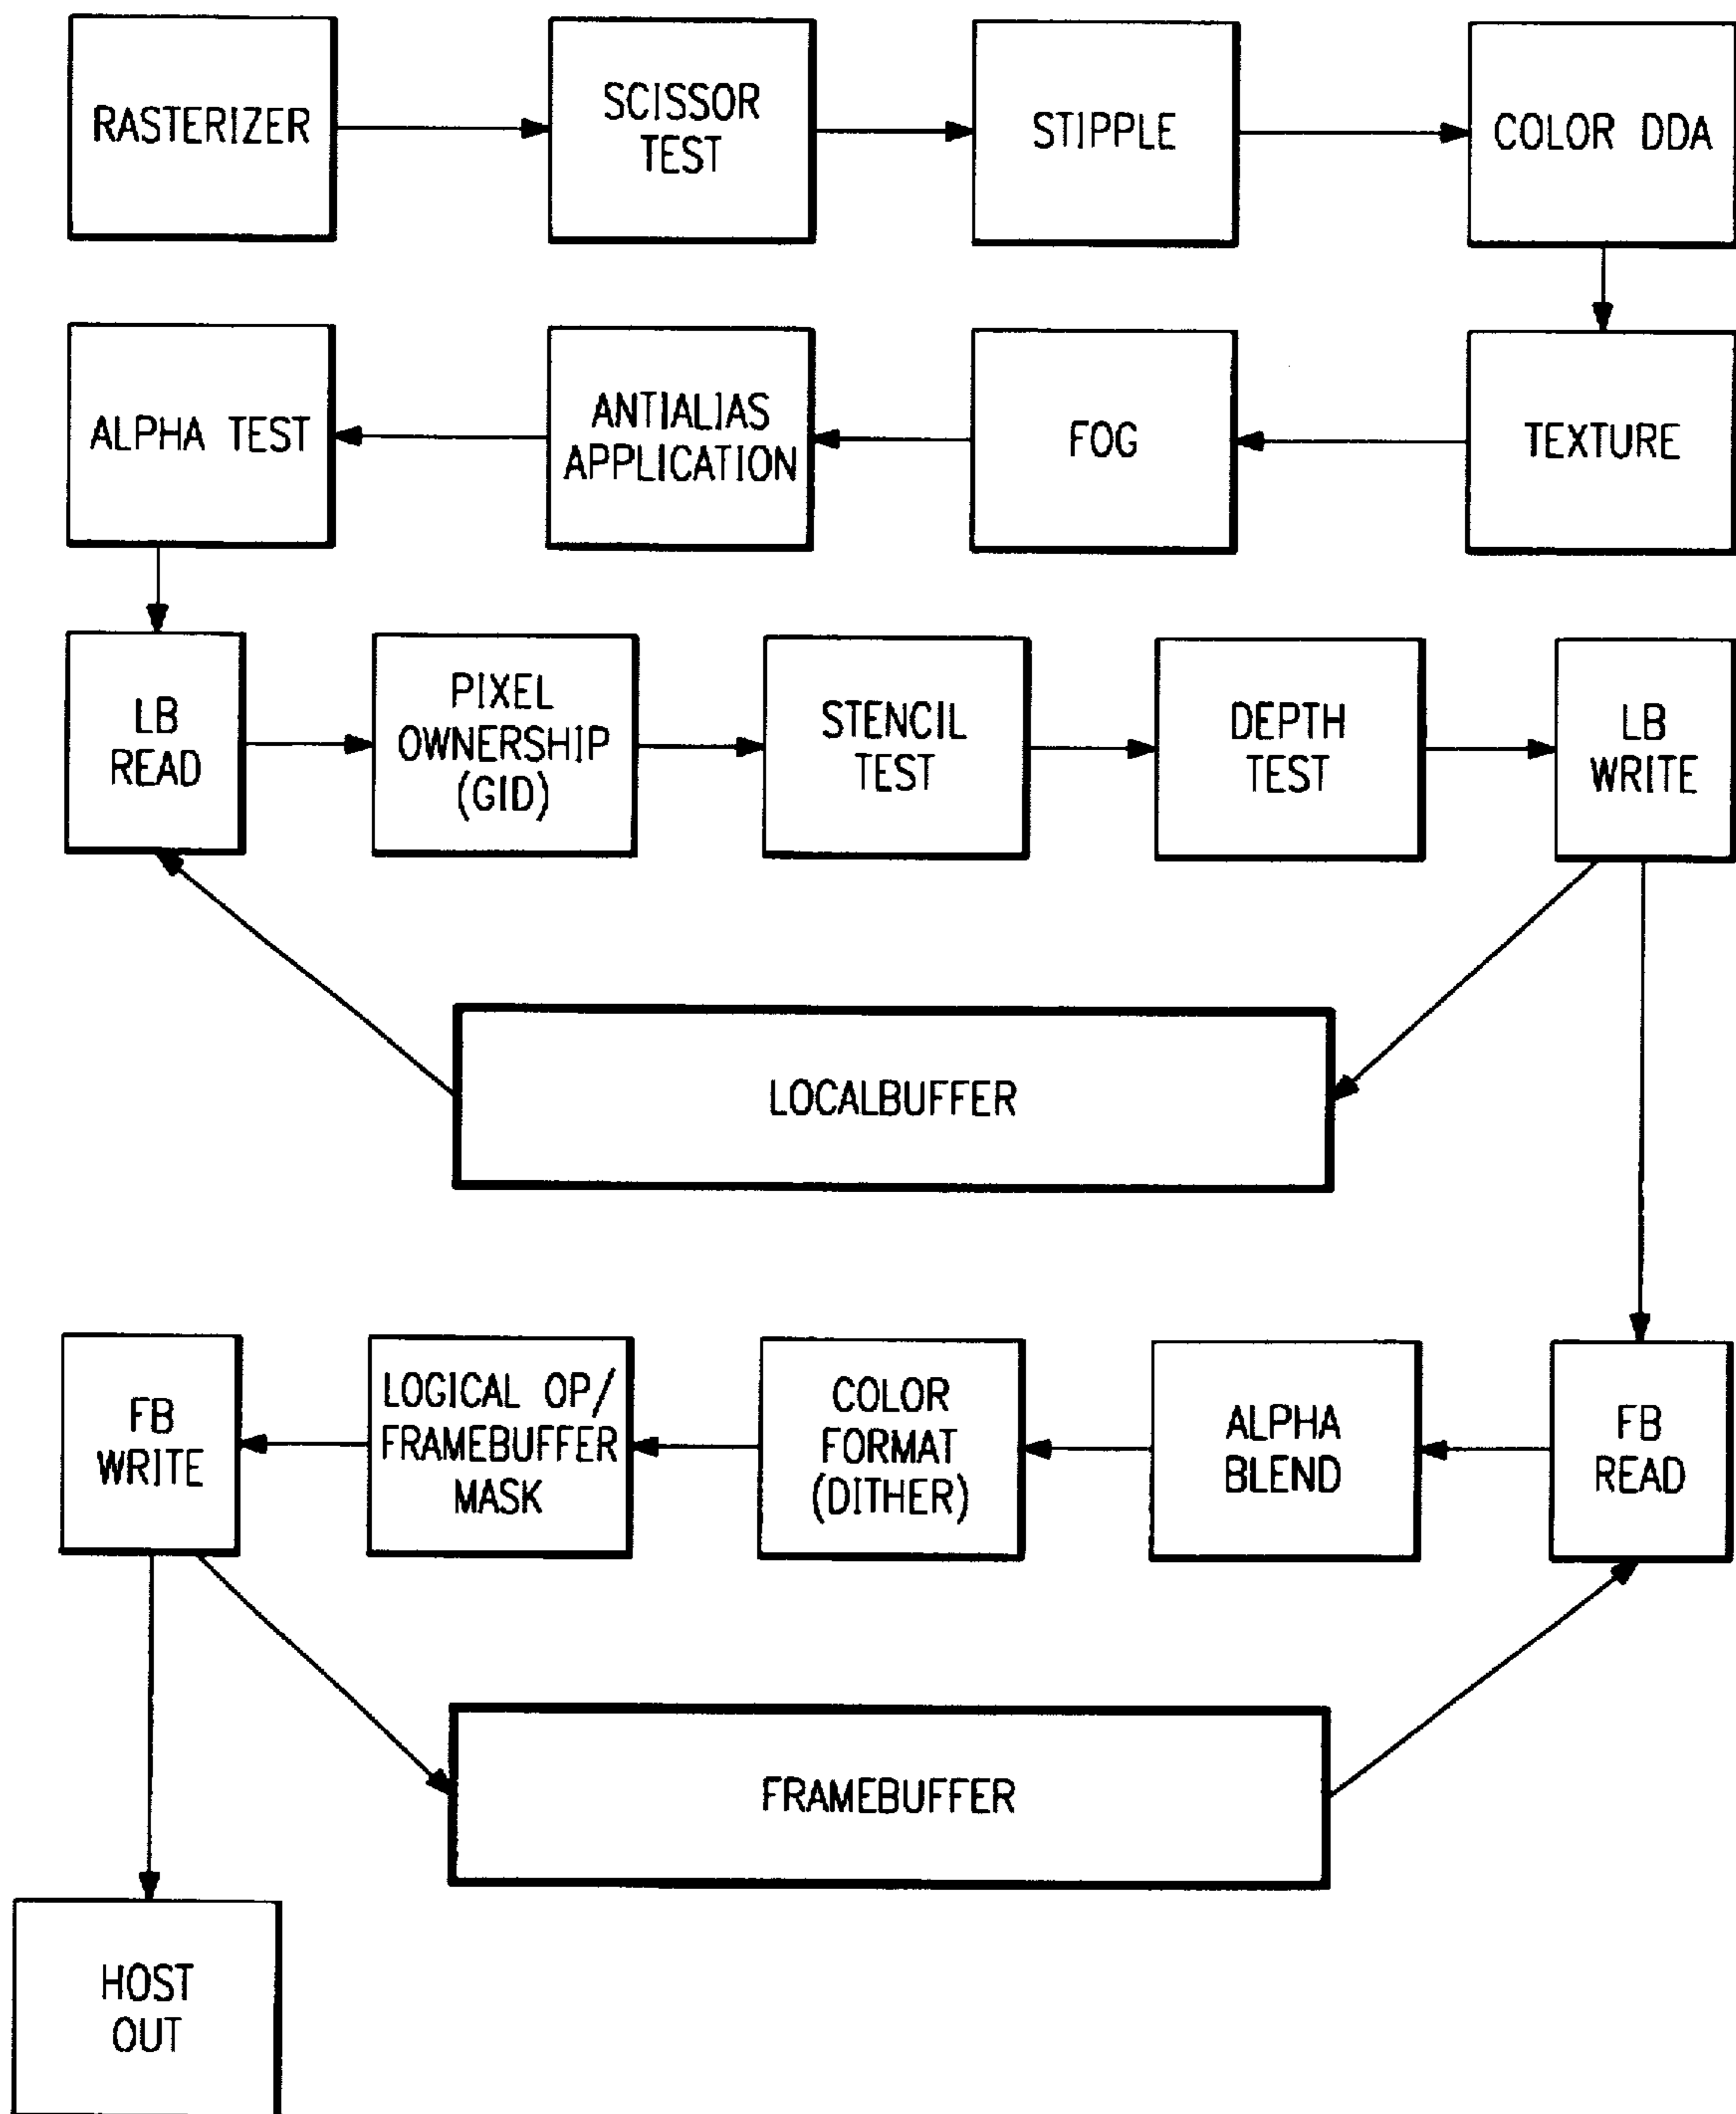 RASTERIZER
SCISSOR
TEST
STIPPLE
COLOR DDA
ALPHA TEST
ANTIALIAS
APPLICATION
FOG
TEXTURE
LB
READ
PIXEL
OWNERSHIP
(GID)
STENCIL
TEST
DEPTH
TEST
LB
WRITE
LOCALBUFFER
FB
WRITE
LOGICAL OP/
FRAMEBUFFER
MASK
COLOR
FORMAT
(DITHER)
ALPHA
BLEND
FB
READ
FRAMEBUFFER
HOST
OUT